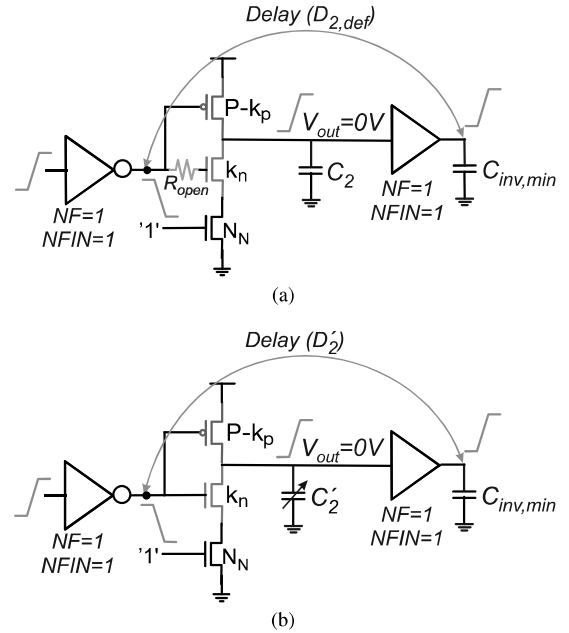 Delay (D2,def)
P-kp
Vout=0V
Ropen
kn
C2
Cinv,min
NF=1
NFIN=1
NF=1
NFIN=1
'1'
NN
(a)
Delay (D2′)
P-kp
Vout=0V
kn
C2′
Cinv,min
NF=1
NFIN=1
NF=1
NFIN=1
'1'
NN
(b)